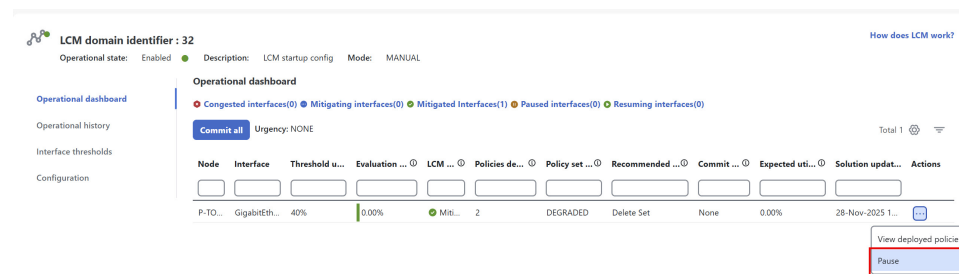 LCM domain identifier : 32
How does LCM work?
Operational state: Enabled Description: LCM startup config Mode: MANUAL
Operational dashboard
Operational history
Interface thresholds
Configuration
Operational dashboard
Congested interfaces(0) Mitigating interfaces(0) Mitigated Interfaces(1) Paused interfaces(0) Resuming interfaces(0)
Commit all Urgency: NONE Total 1
Node Interface Threshold u... Evaluation ... LCM ... Policies de... Policy set ... Recommended ... Commit ... Expected uti... Solution updat... Actions
P-TO... GigabitEth... 40% 0.00% Miti... 2 DEGRADED Delete Set None 0.00% 28-Nov-2025 1...
View deployed policie
Pause